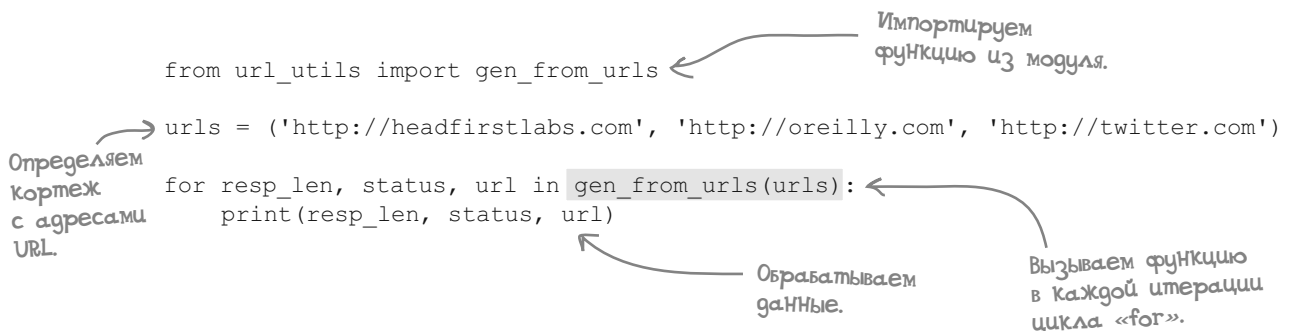 Импортируем
функцию из модуля.
from url_utils import gen_from_urls
urls = ('http://headfirstlabs.com', 'http://oreilly.com', 'http://twitter.com')
Определяем
кортеж
с адресами
URL.
for resp_len, status, url in gen_from_urls(urls):
    print(resp_len, status, url)
Обрабатываем
данные.
Вызываем функцию
в каждой итерации
цикла «for».